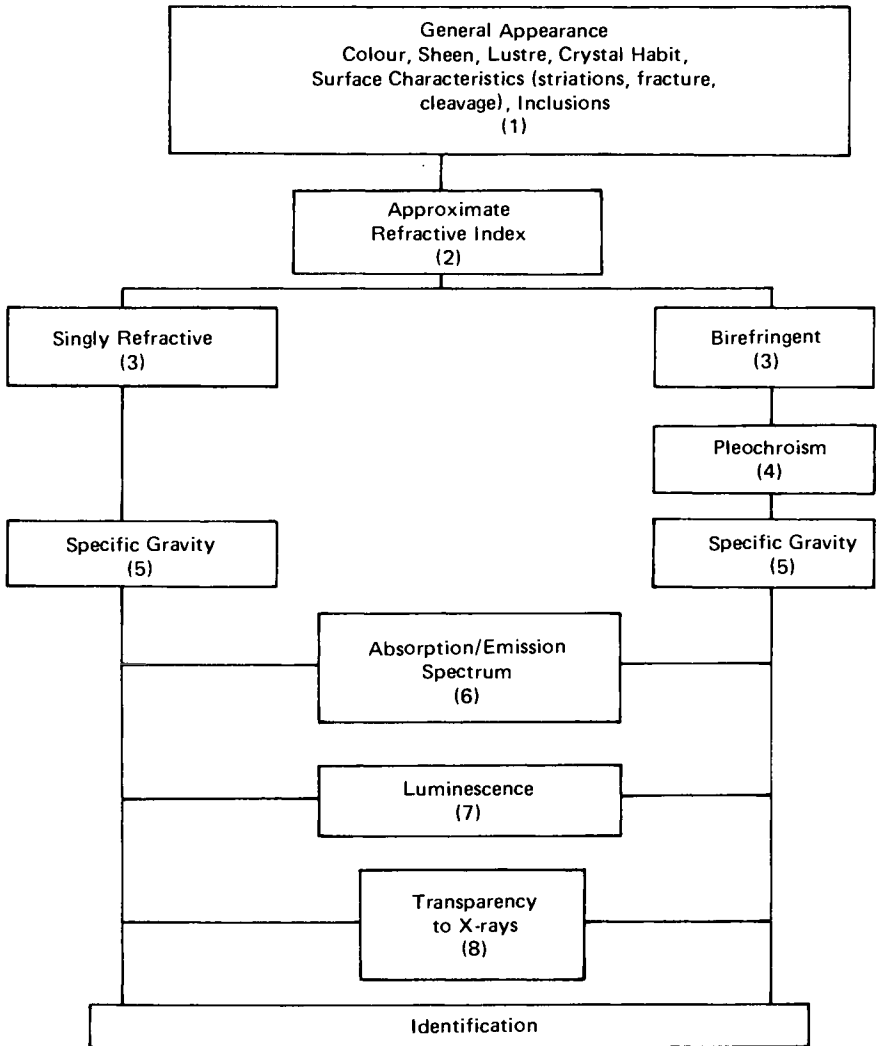 General Appearance
Colour, Sheen, Lustre, Crystal Habit,
Surface Characteristics (striations, fracture,
cleavage), Inclusions
(1)
Approximate
Refractive Index
(2)
Singly Refractive
(3)
Birefringent
(3)
Pleochroism
(4)
Specific Gravity
(5)
Specific Gravity
(5)
Absorption/Emission
Spectrum
(6)
Luminescence
(7)
Transparency
to X-rays
(8)
Identification